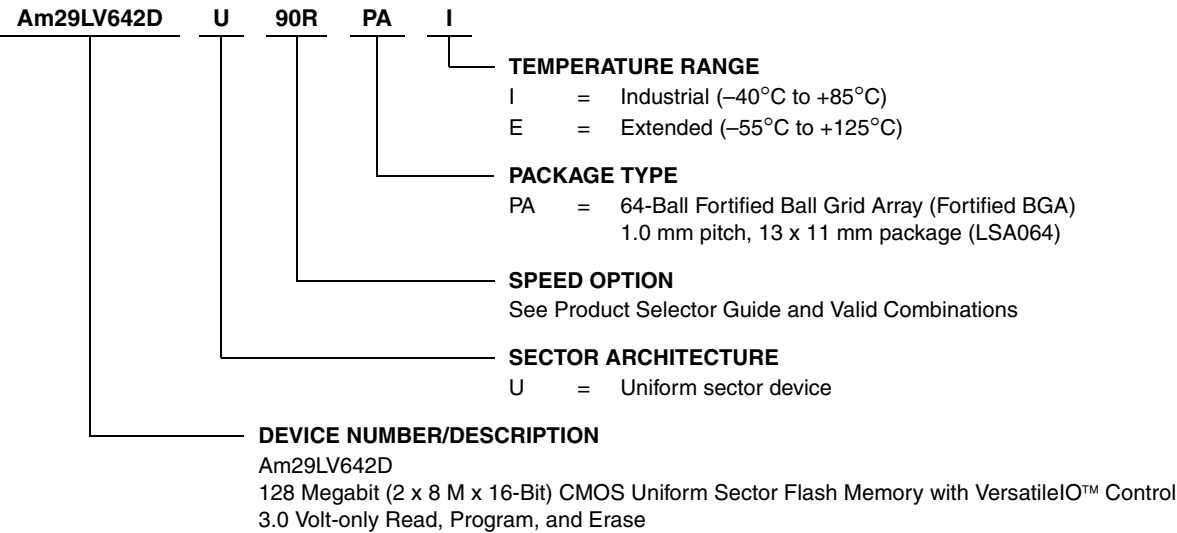 Am29LV642D U 90R PA I
TEMPERATURE RANGE
I = Industrial (–40°C to +85°C)
E = Extended (–55°C to +125°C)
PACKAGE TYPE
PA = 64-Ball Fortified Ball Grid Array (Fortified BGA)
1.0 mm pitch, 13 x 11 mm package (LSA064)
SPEED OPTION
See Product Selector Guide and Valid Combinations
SECTOR ARCHITECTURE
U = Uniform sector device
DEVICE NUMBER/DESCRIPTION
Am29LV642D
128 Megabit (2 x 8 M x 16-Bit) CMOS Uniform Sector Flash Memory with VersatileIO™ Control
3.0 Volt-only Read, Program, and Erase